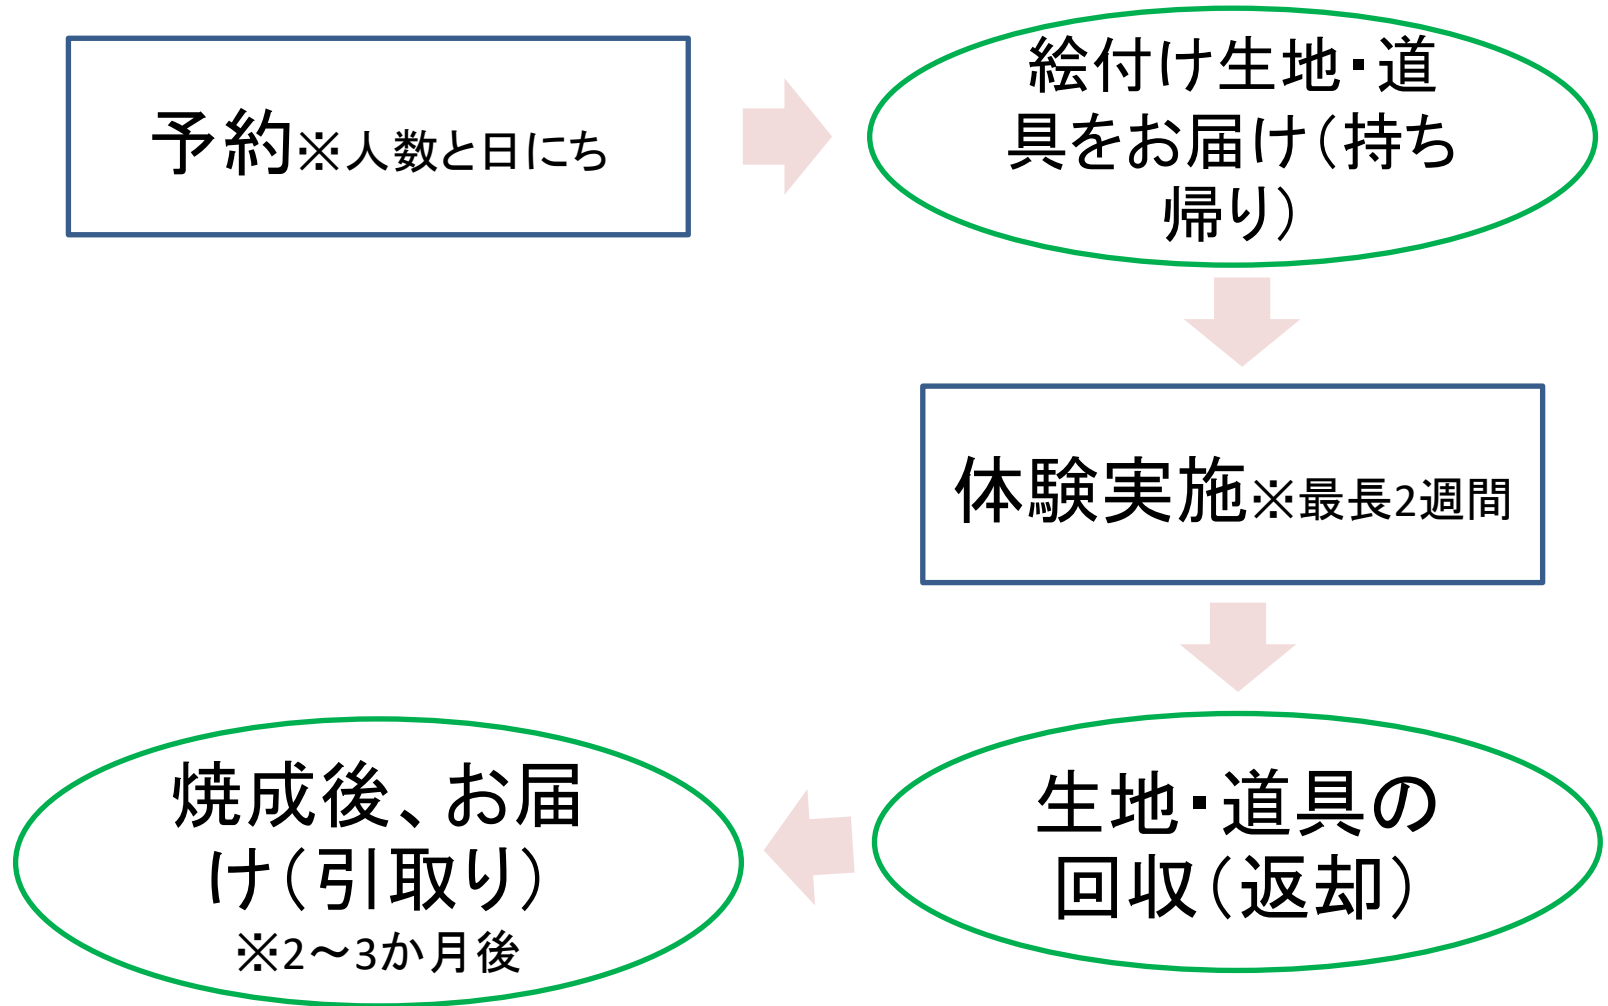 予約※人数と日にち
絵付け生地・道
具をお届け（持ち
帰り）
体験実施※最長2週間
生地・道具の
回収（返却）
焼成後、お届
け（引取り）
※2～3か月後